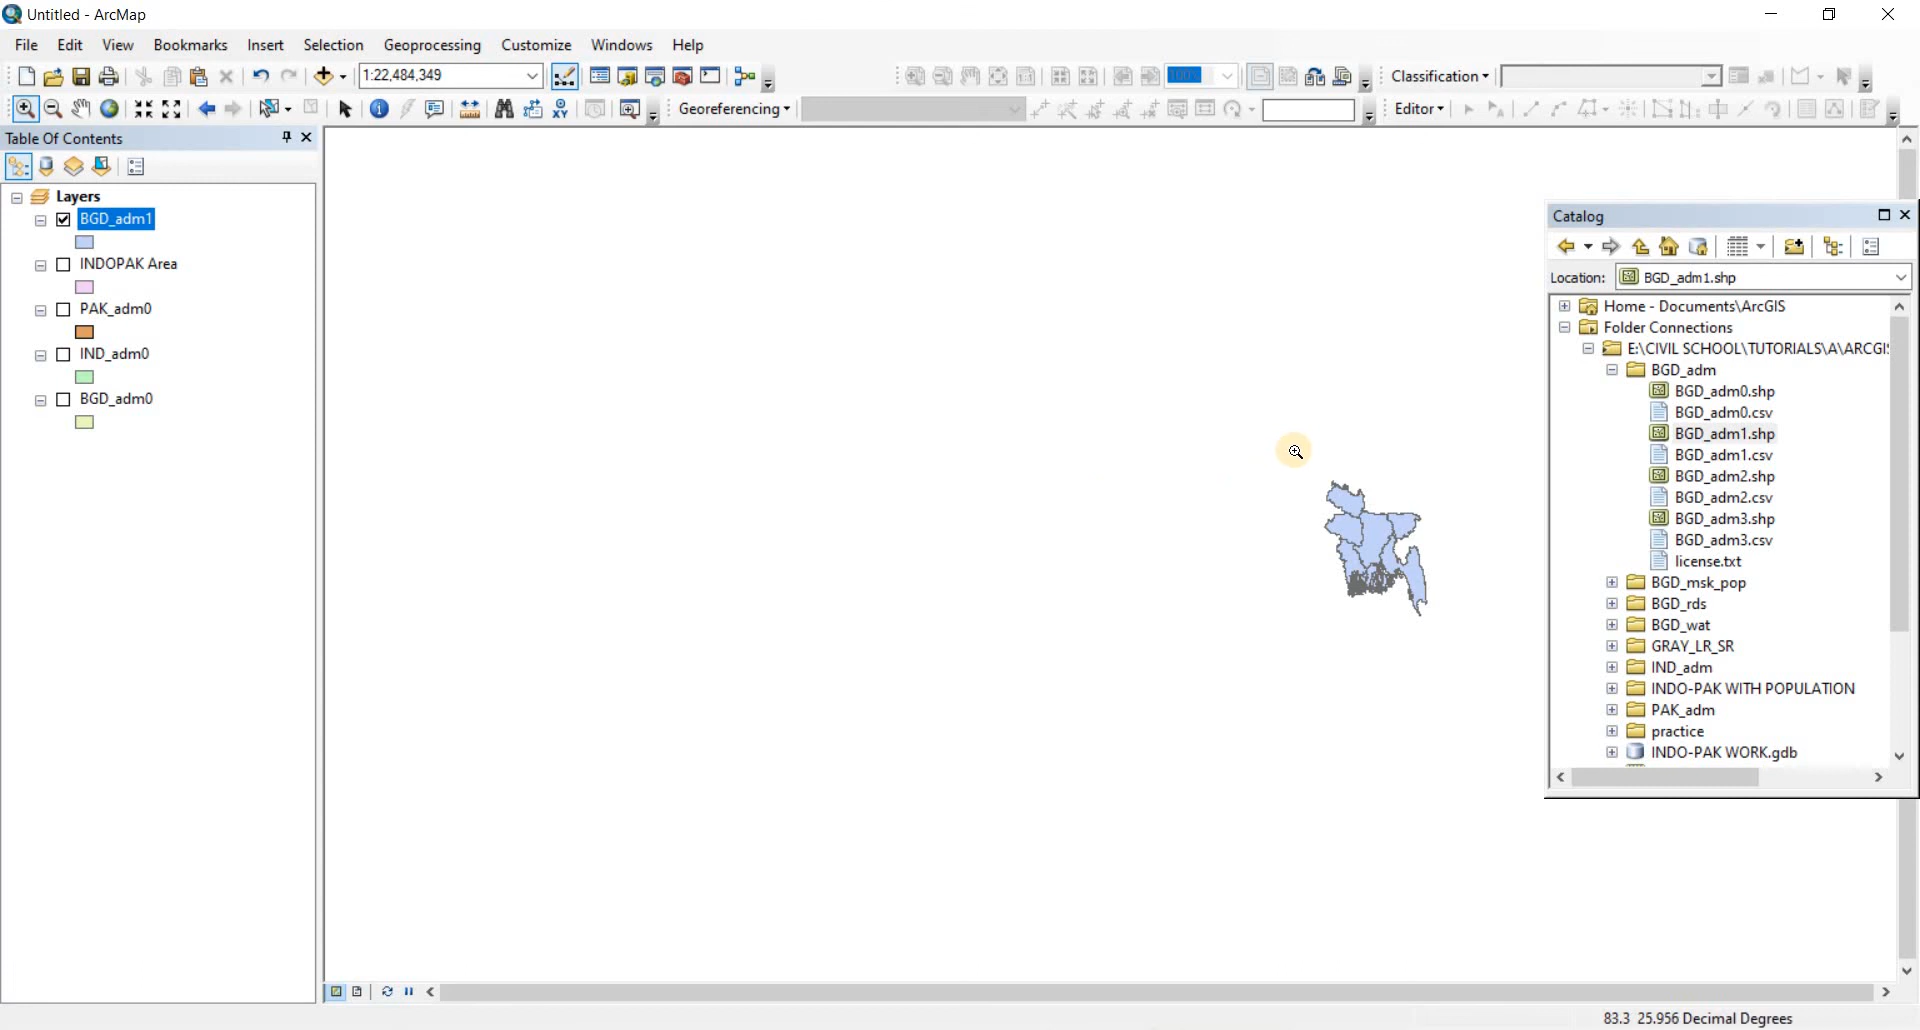 Untitled - ArcMap
File Edit View Bookmarks Insert Selection Geoprocessing Customize Windows Help
1:22,484,349 100% Classification
Georeferencing Editor
Table Of Contents
Layers
BGD_adm1
INDOPAK Area
PAK_adm0
IND_adm0
BGD_adm0
Catalog
Location: BGD_adm1.shp
Home - Documents\ArcGIS
Folder Connections
E:\CIVIL SCHOOL\TUTORIALS\A\ARCGI
BGD_adm
BGD_adm0.shp
BGD_adm0.csv
BGD_adm1.shp
BGD_adm1.csv
BGD_adm2.shp
BGD_adm2.csv
BGD_adm3.shp
BGD_adm3.csv
license.txt
BGD_msk_pop
BGD_rds
BGD_wat
GRAY_LR_SR
IND_adm
INDO-PAK WITH POPULATION
PAK_adm
practice
INDO-PAK WORK.gdb
83.3 25.956 Decimal Degrees